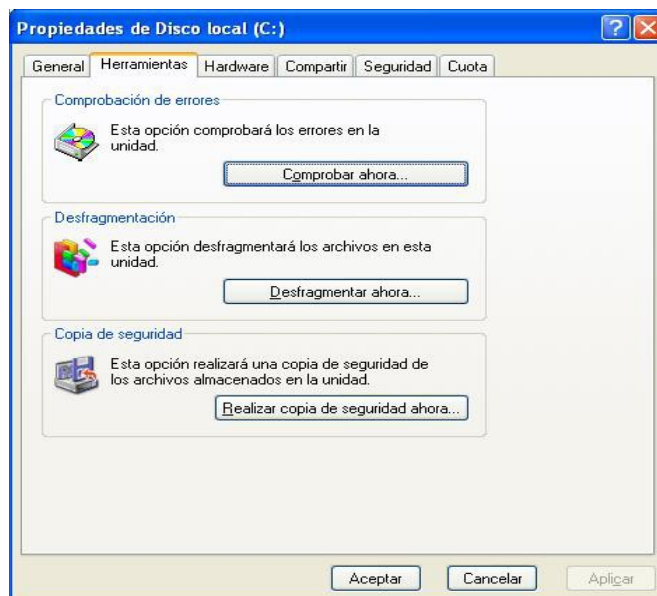 Propiedades de Disco local (C:)
General Herramientas Hardware Compartir Seguridad Cuota
Comprobación de errores
Esta opción comprobará los errores en la
unidad.
Comprobar ahora...
Desfragmentación
Esta opción desfragmentará los archivos en esta
unidad.
Desfragmentar ahora...
Copia de seguridad
Esta opción realizará una copia de seguridad de
los archivos almacenados en la unidad.
Realizar copia de seguridad ahora...
Aceptar Cancelar Aplicar